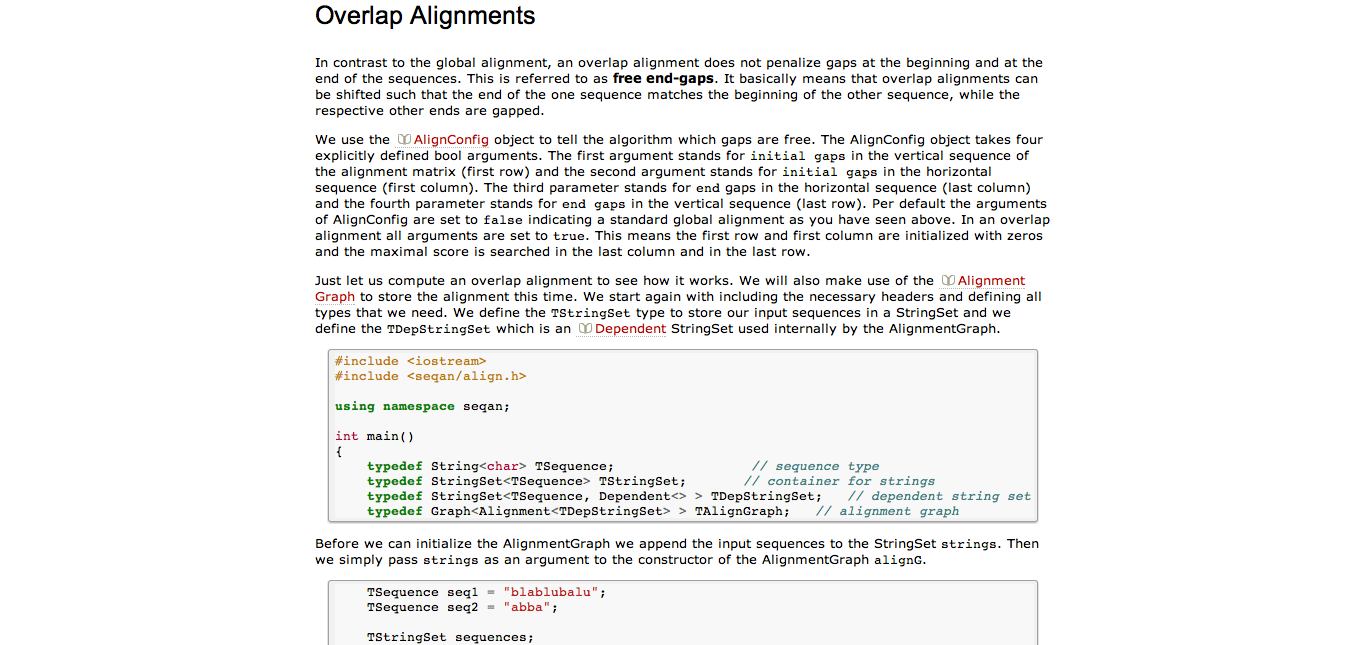 Overlap Alignments
In contrast to the global alignment, an overlap alignment does not penalize gaps at the beginning and at the
end of the sequences. This is referred to as free end-gaps. It basically means that overlap alignments can
be shifted such that the end of the one sequence matches the beginning of the other sequence, while the
respective other ends are gapped.
We use the AlignConfig object to tell the algorithm which gaps are free. The AlignConfig object takes four
explicitly defined bool arguments. The first argument stands for initial gaps in the vertical sequence of
the alignment matrix (first row) and the second argument stands for initial gaps in the horizontal
sequence (first column). The third parameter stands for end gaps in the horizontal sequence (last column)
and the fourth parameter stands for end gaps in the vertical sequence (last row). Per default the arguments
of AlignConfig are set to false indicating a standard global alignment as you have seen above. In an overlap
alignment all arguments are set to true. This means the first row and first column are initialized with zeros
and the maximal score is searched in the last column and in the last row.
Just let us compute an overlap alignment to see how it works. We will also make use of the Alignment
Graph to store the alignment this time. We start again with including the necessary headers and defining all
types that we need. We define the TStringSet type to store our input sequences in a StringSet and we
define the TDepStringSet which is an Dependent StringSet used internally by the AlignmentGraph.
#include <iostream>
#include <seqan/align.h>
using namespace seqan;
int main()
{
typedef String<char> TSequence; // sequence type
typedef StringSet<TSequence> TStringSet; // container for strings
typedef StringSet<TSequence, Dependent<> > TDepStringSet; // dependent string set
typedef Graph<Alignment<TDepStringSet> > TAlignGraph; // alignment graph
Before we can initialize the AlignmentGraph we append the input sequences to the StringSet strings. Then
we simply pass strings as an argument to the constructor of the AlignmentGraph alignG.
TSequence seq1 = "blablubalu";
TSequence seq2 = "abba";
TStringSet sequences;